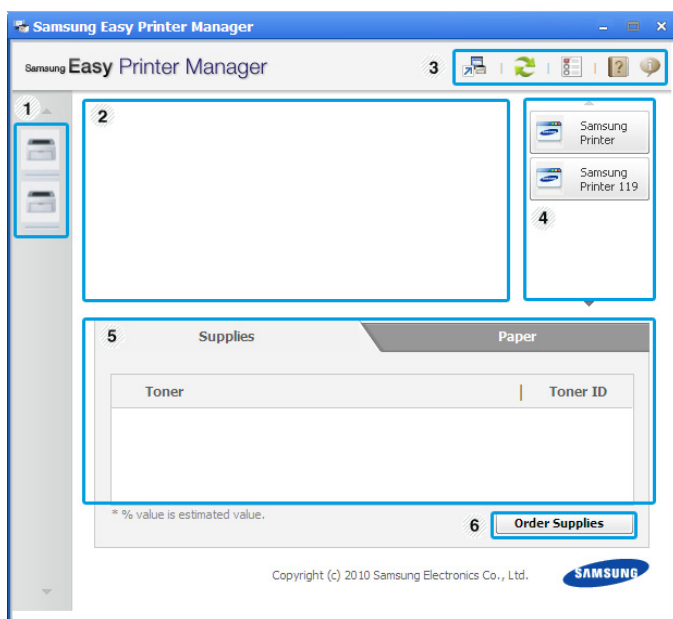 Samsung Easy Printer Manager
Samsung Easy Printer Manager
3
1
2
Samsung
Printer
Samsung
Printer 119
4
5 Supplies Paper
Toner Toner ID
* % value is estimated value.
6 Order Supplies
Copyright (c) 2010 Samsung Electronics Co., Ltd. SAMSUNG